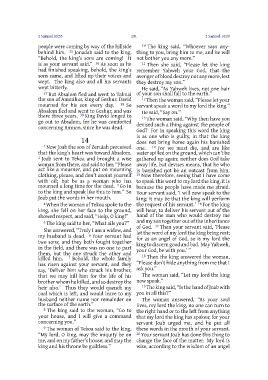 2 Samuel 13:35
281
2 Samuel 14:20
people were coming by way of the hillside
behind him. 35 Jonadab said to the king,
“Behold, the king’s sons are coming! It
is as your servant said.” 36 As soon as he
had finished speaking, behold, the king’s
sons came, and lifted up their voices and
wept. The king also and all his servants
wept bitterly.
37 But Absalom fled and went to Talmai
the son of Ammihur, king of Geshur. David
mourned for his son every day. 38 So
Absalom fled and went to Geshur, and was
there three years. 39 King David longed to
go out to Absalom, for he was comforted
concerning Amnon, since he was dead.
14
1 Now Joab the son of Zeruiah perceived
that the king’s heart was toward Absalom.
2 Joab sent to Tekoa and brought a wise
woman from there, and said to her, “Please
act like a mourner, and put on mourning
clothing, please, and don’t anoint yourself
with oil; but be as a woman who has
mourned a long time for the dead. 3 Go in
to the king and speak like this to him.” So
Joab put the words in her mouth.
4 When the woman of Tekoa spoke to the
king, she fell on her face to the ground,
showed respect, and said, “Help, O king!”
5 The king said to her, “What ails you?”
She answered, “Truly I am a widow, and
my husband is dead. 6 Your servant had
two sons; and they both fought together
in the field, and there was no one to part
them, but the one struck the other and
killed him. 7 Behold, the whole family
has risen against your servant, and they
say, ‘Deliver him who struck his brother,
that we may kill him for the life of his
brother whom he killed, and so destroy the
heir also.’ Thus they would quench my
coal which is left, and would leave to my
husband neither name nor remainder on
the surface of the earth.”
8 The king said to the woman, “Go to
your house, and I will give a command
concerning you.”
9 The woman of Tekoa said to the king,
“My lord, O king, may the iniquity be on
me, and on my father’s house; and may the
king and his throne be guiltless.”
10 The king said, “Whoever says any-
thing to you, bring him to me, and he will
not bother you any more.”
11 Then she said, “Please let the king
remember Yahweh your God, that the
avenger of blood destroy not any more, lest
they destroy my son.”
He said, “As Yahweh lives, not one hair
of your son shall fall to the earth.”
12 Then the woman said, “Please let your
servant speak a word to my lord the king.”
He said, “Say on.”
13 The woman said, “Why then have you
devised such a thing against the people of
God? For in speaking this word the king
is as one who is guilty, in that the king
does not bring home again his banished
one. 14 For we must die, and are like
water spilled on the ground, which can’t be
gathered up again; neither does God take
away life, but devises means, that he who
is banished not be an outcast from him.
15 Now therefore, seeing that I have come
to speak this word to my lord the king, it is
because the people have made me afraid.
Your servant said, ‘I will now speak to the
king; it may be that the king will perform
the request of his servant.’ 16 For the king
will hear, to deliver his servant out of the
hand of the man who would destroy me
and my son together out of the inheritance
of God. 17 Then your servant said, ‘Please
let the word of my lord the king bring rest;
for as an angel of God, so is my lord the
king to discern good and bad. May Yahweh,
your God, be with you.’”
18 Then the king answered the woman,
“Please don’t hide anything from me that I
ask you.”
The woman said, “Let my lord the king
now speak.”
19 The king said, “Is the hand of Joab with
you in all this?”
The woman answered, “As your soul
lives, my lord the king, no one can turn to
the right hand or to the left from anything
that my lord the king has spoken; for your
servant Joab urged me, and he put all
these words in the mouth of your servant.
20 Your servant Joab has done this thing to
change the face of the matter. My lord is
wise, according to the wisdom of an angel